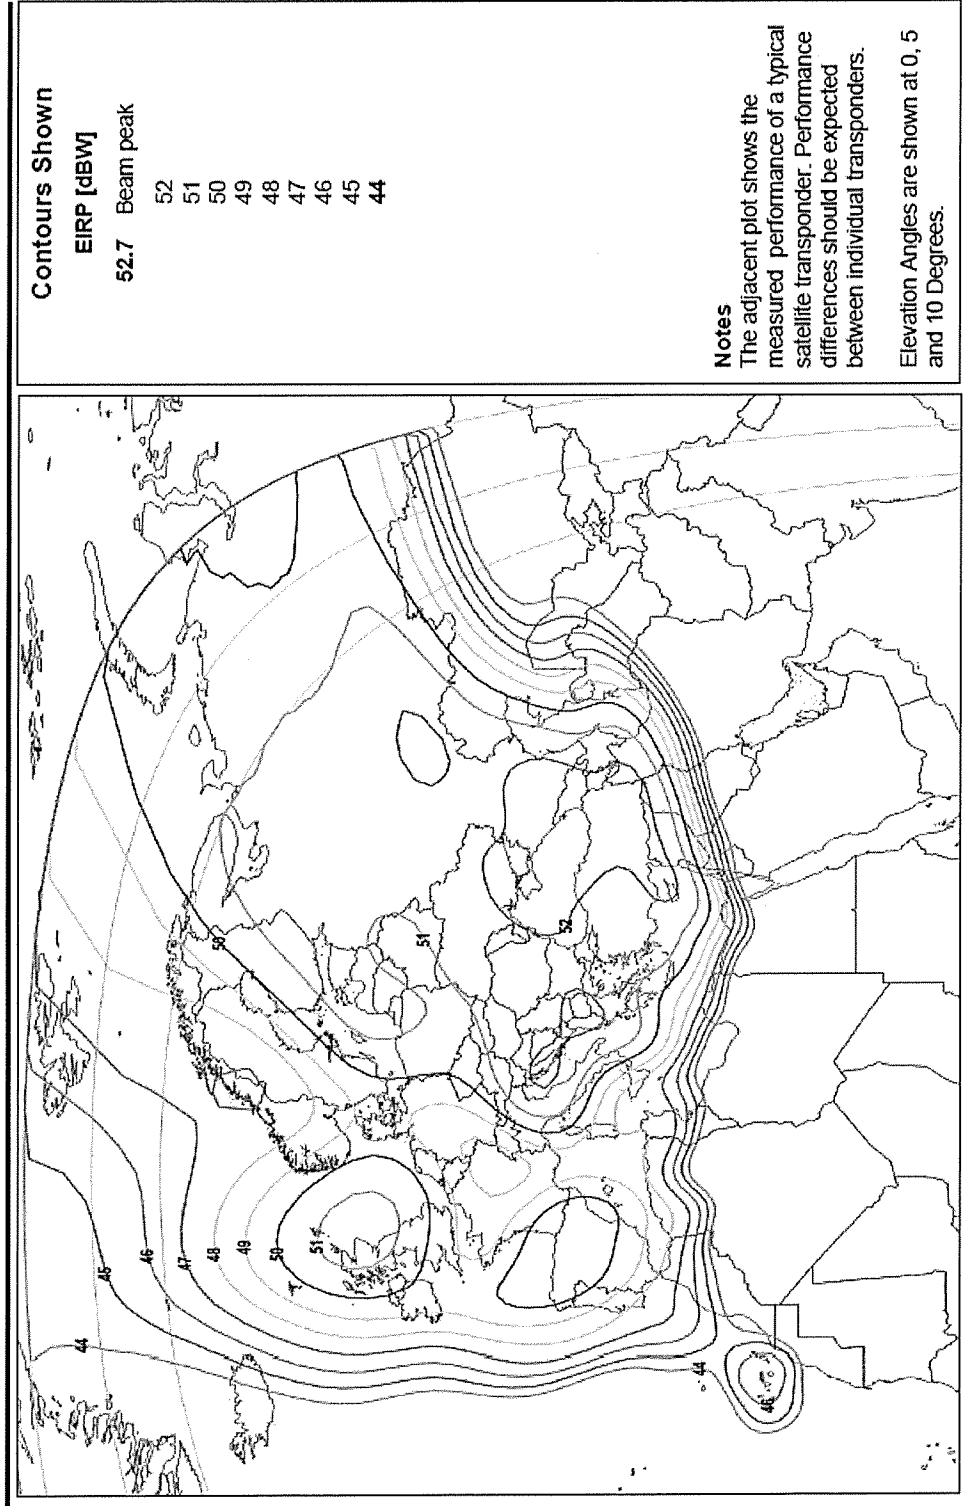 Contours Shown
EIRP [dBW]
52.7 Beam peak
52
51
50
49
48
47
46
45
44
Notes
The adjacent plot shows the
measured performance of a typical
satellite transponder. Performance
differences should be expected
between individual transponders.
Elevation Angles are shown at 0, 5
and 10 Degrees.
44
45
46
47
48
49
50
51
50
51
52
44
46